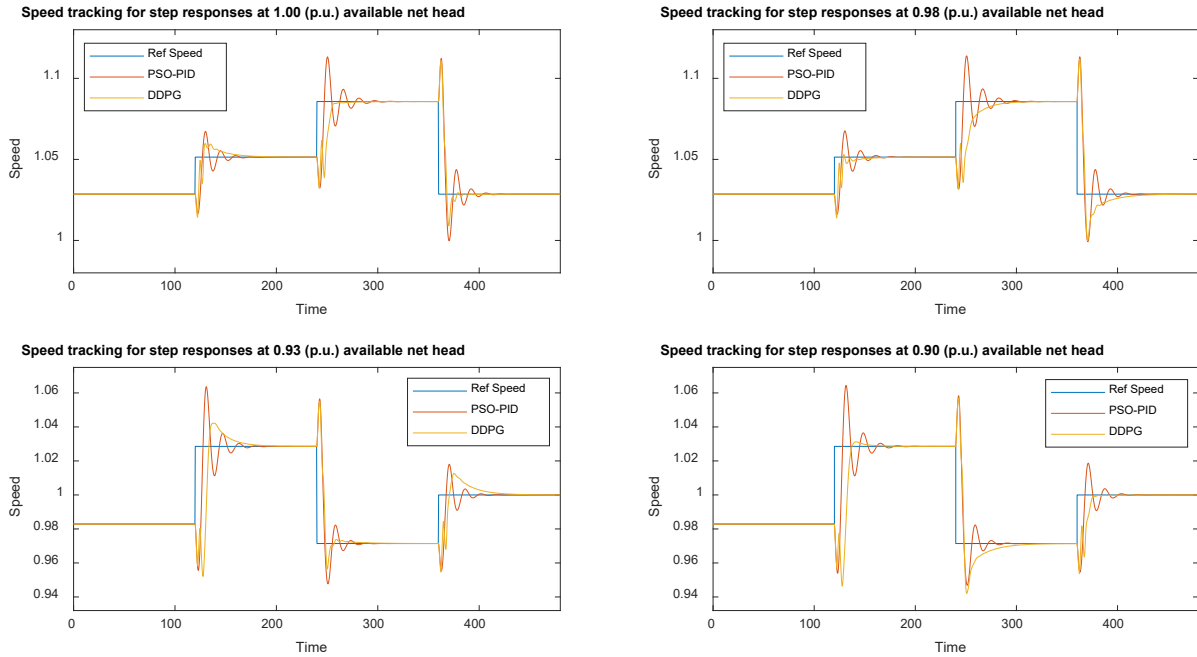 Speed tracking for step responses at 1.00 (p.u.) available net head
Ref Speed
PSO-PID
DDPG
1.1
1.05
1
Speed
0
100
200
300
400
Time
Speed tracking for step responses at 0.98 (p.u.) available net head
Ref Speed
PSO-PID
DDPG
1.1
1.05
1
Speed
0
100
200
300
400
Time
Speed tracking for step responses at 0.93 (p.u.) available net head
Ref Speed
PSO-PID
DDPG
1.06
1.04
1.02
1
0.98
0.96
0.94
Speed
0
100
200
300
400
Time
Speed tracking for step responses at 0.90 (p.u.) available net head
Ref Speed
PSO-PID
DDPG
1.06
1.04
1.02
1
0.98
0.96
0.94
Speed
0
100
200
300
400
Time